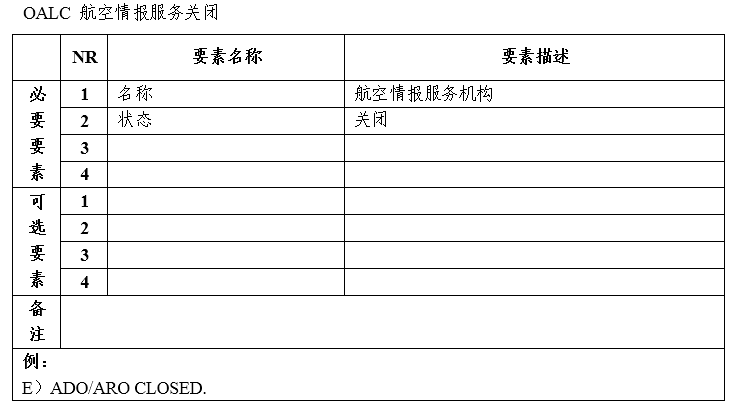 OALC 航空情报服务关闭
NR 要素名称 要素描述
必要要素
1 名称 航空情报服务机构
2 状态 关闭
3
4
可选要素
1
2
3
4
备注
例：
E）ADO/ARO CLOSED.